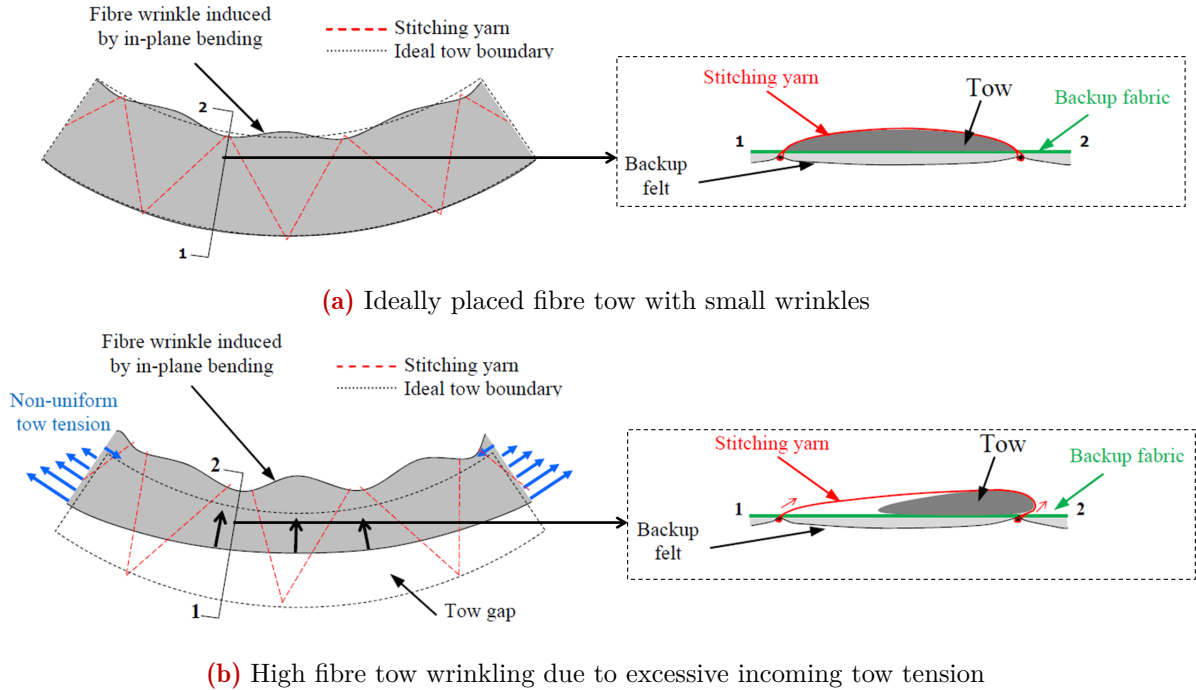 Fibre wrinkle induced
by in-plane bending
Stitching yarn
Ideal tow boundary
2
1
Stitching yarn
Tow
Backup fabric
1
2
Backup
felt
(a) Ideally placed fibre tow with small wrinkles
Fibre wrinkle induced
by in-plane bending
Stitching yarn
Ideal tow boundary
Non-uniform
tow tension
2
1
Tow gap
Stitching yarn
Tow
Backup fabric
1
2
Backup
felt
(b) High fibre tow wrinkling due to excessive incoming tow tension